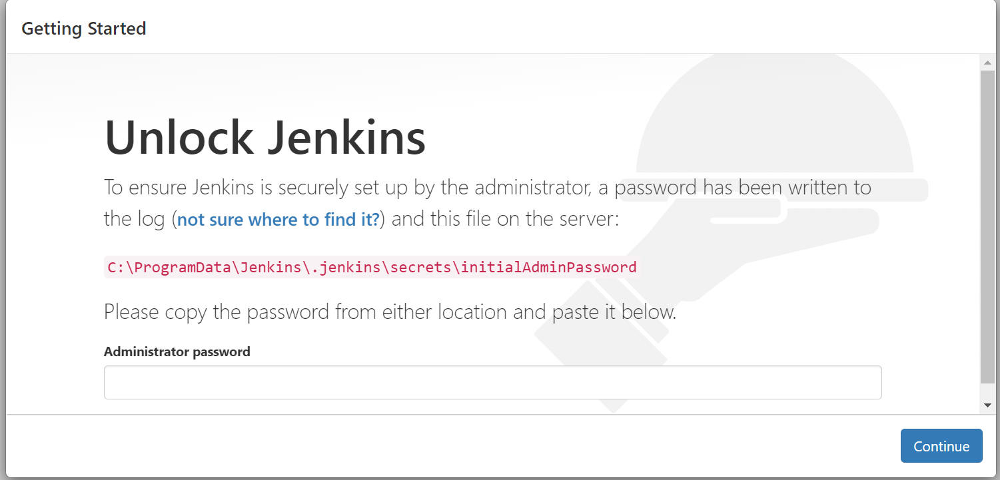 Getting Started
Unlock Jenkins
To ensure Jenkins is securely set up by the administrator, a password has been written to
the log (not sure where to find it?) and this file on the server:
C:\ProgramData\Jenkins\.jenkins\secrets\initialAdminPassword
Please copy the password from either location and paste it below.
Administrator password
Continue